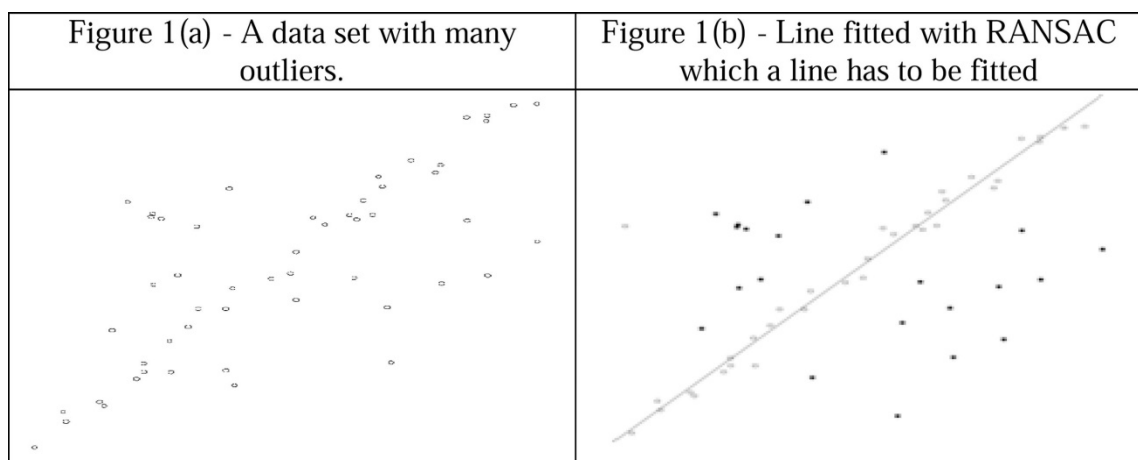 Figure 1(a) - A data set with many
outliers.
Figure 1(b) - Line fitted with RANSAC
which a line has to be fitted